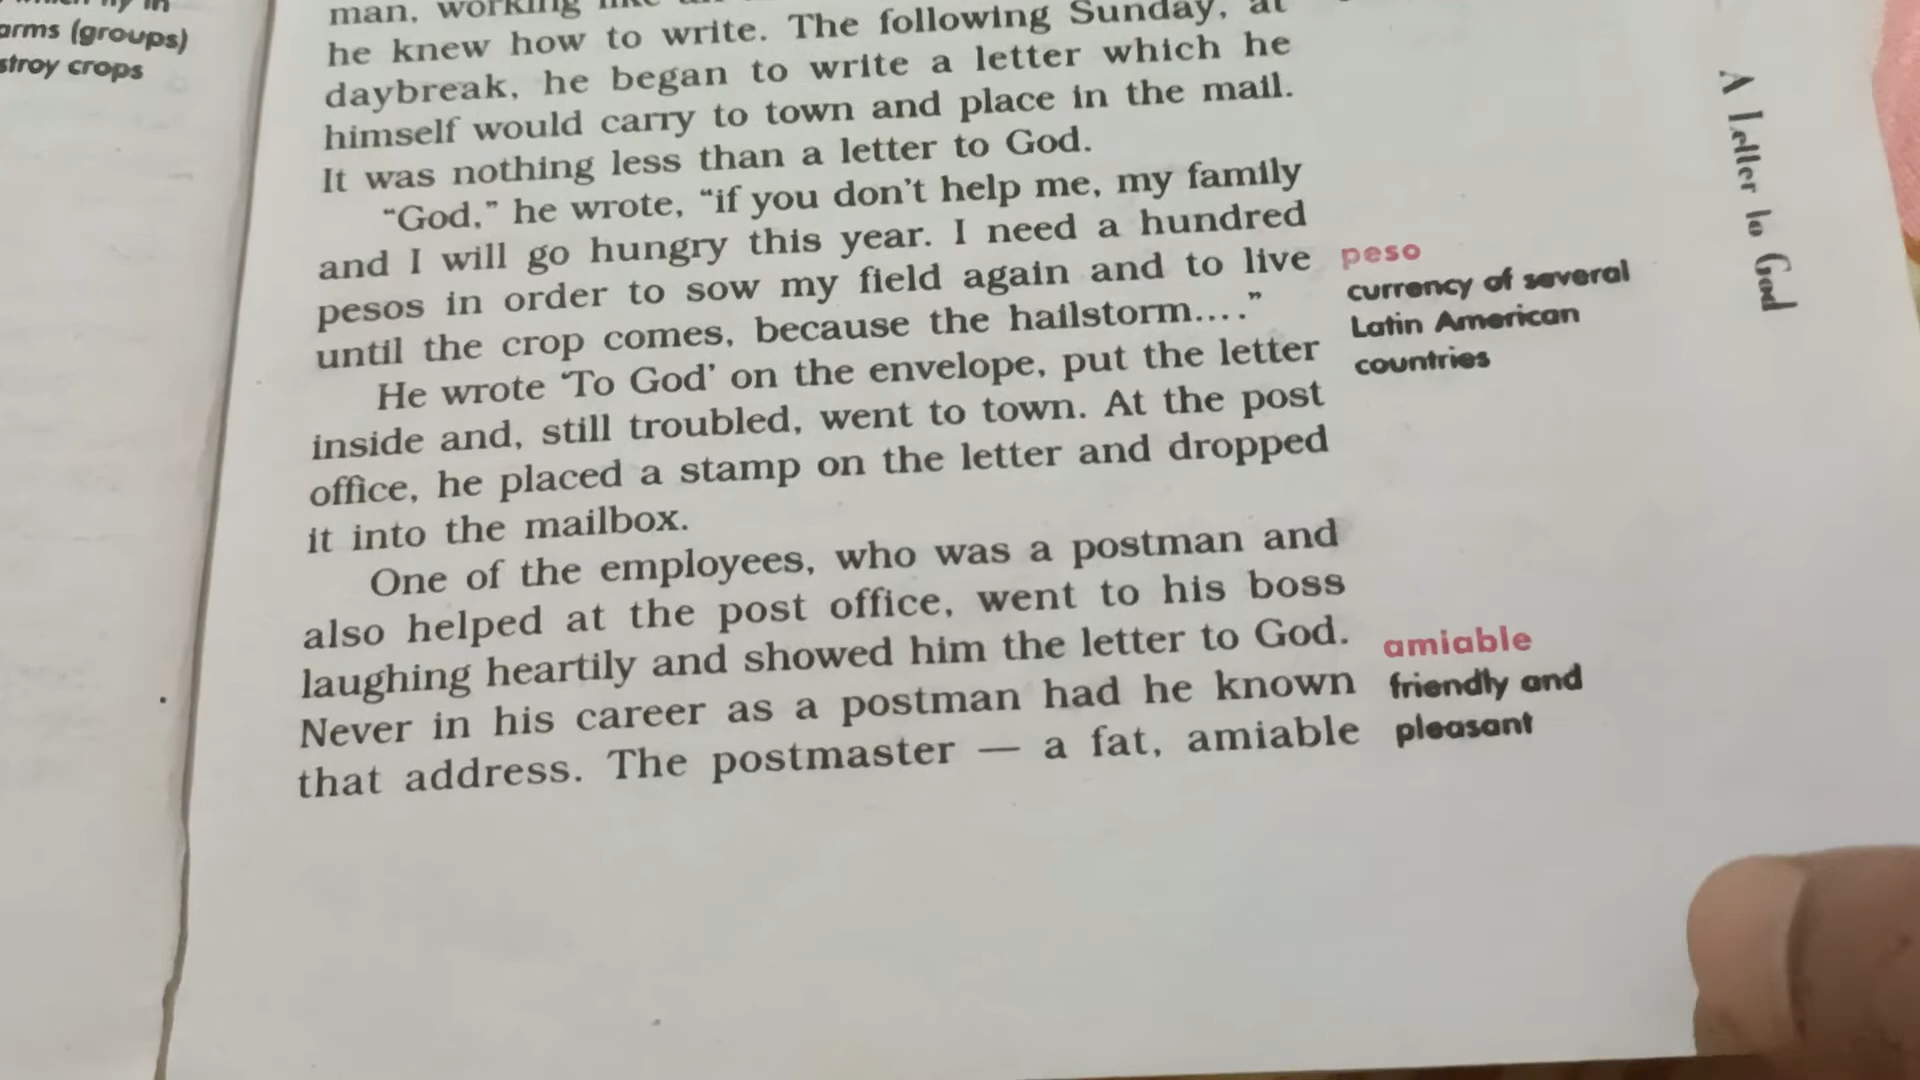 arms (groups)
stroy crops
man, working
he knew how to write. The following Sunday, at
daybreak, he began to write a letter which he
himself would carry to town and place in the mail.
It was nothing less than a letter to God.
“God,” he wrote, “if you don’t help me, my family
and I will go hungry this year. I need a hundred
pesos in order to sow my field again and to live
until the crop comes, because the hailstorm....”
He wrote ‘To God’ on the envelope, put the letter
inside and, still troubled, went to town. At the post
office, he placed a stamp on the letter and dropped
it into the mailbox.
One of the employees, who was a postman and
also helped at the post office, went to his boss
laughing heartily and showed him the letter to God.
Never in his career as a postman had he known
that address. The postmaster — a fat, amiable
peso
currency of several
Latin American
countries
amiable
friendly and
pleasant
A Letter to God